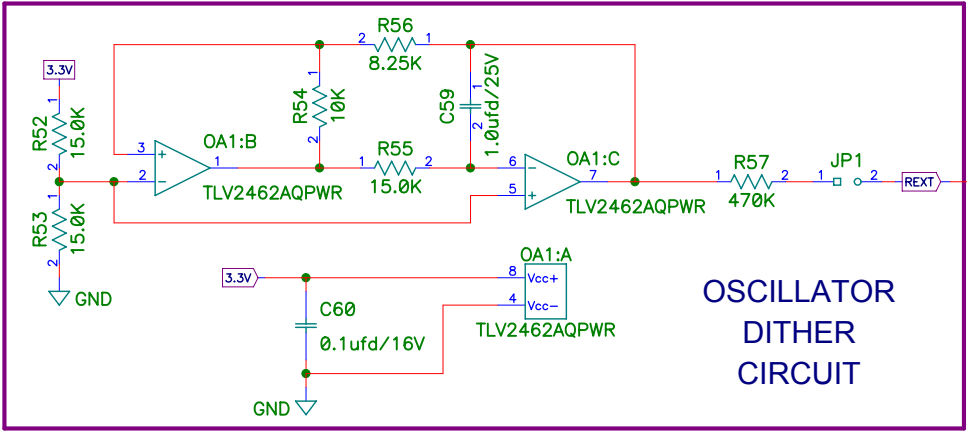 R56
2 1
8.25K
3.3V
1
R52
15.0K
2
1
R54
10K
2
1
C59
1.0ufd/25V
2
3 +
2 -
OA1:B
1
TLV2462AQPWR
R55
1 2
15.0K
6 -
5 +
OA1:C
7
TLV2462AQPWR
R57
1 2
470K
JP1
1 2
REXT
1
R53
15.0K
2
GND
3.3V
OA1:A
8 Vcc+
4 Vcc-
TLV2462AQPWR
C60
0.1ufd/16V
GND
OSCILLATOR
DITHER
CIRCUIT